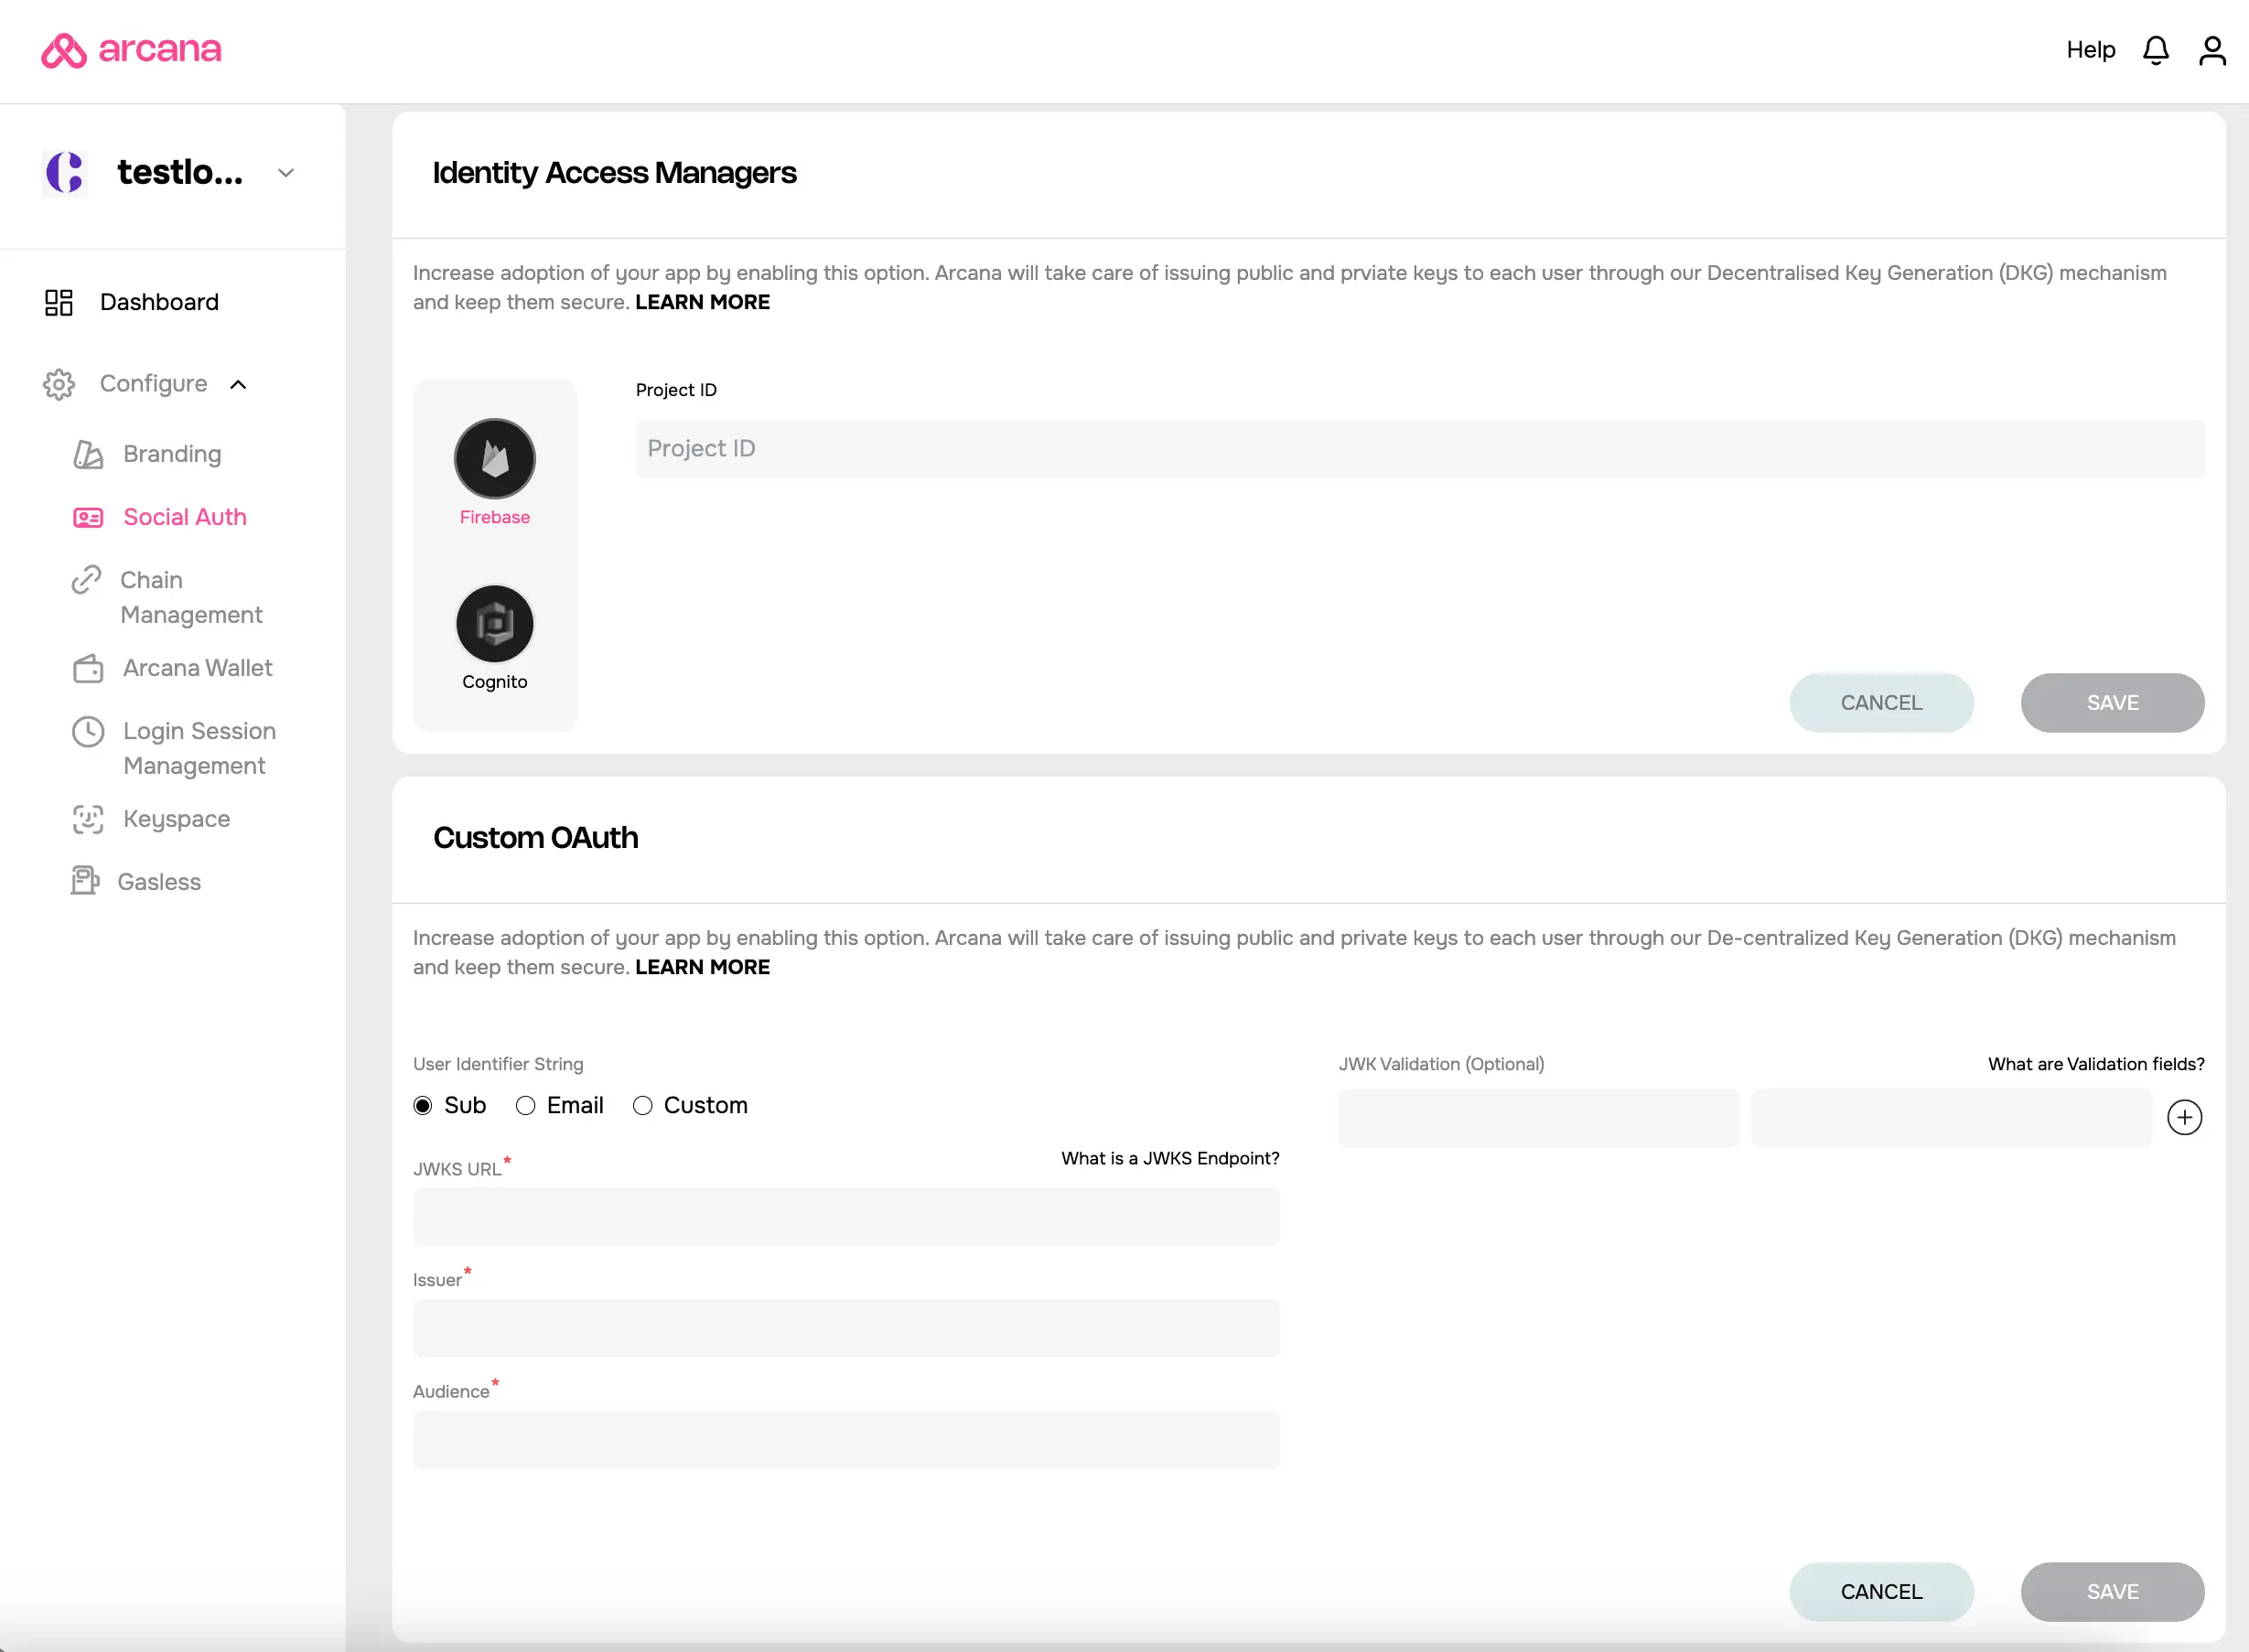 arcana
Help
testlo...
Dashboard
Configure
Branding
Social Auth
Chain
Management
Arcana Wallet
Login Session
Management
Keyspace
Gasless
Identity Access Managers
Increase adoption of your app by enabling this option. Arcana will take care of issuing public and prviate keys to each user through our Decentralised Key Generation (DKG) mechanism
and keep them secure. LEARN MORE
Firebase
Cognito
Project ID
Project ID
CANCEL
SAVE
Custom OAuth
Increase adoption of your app by enabling this option. Arcana will take care of issuing public and private keys to each user through our De-centralized Key Generation (DKG) mechanism
and keep them secure. LEARN MORE
User Identifier String
Sub Email Custom
JWKS URL* What is a JWKS Endpoint?
Issuer*
Audience*
JWK Validation (Optional) What are Validation fields?
CANCEL
SAVE